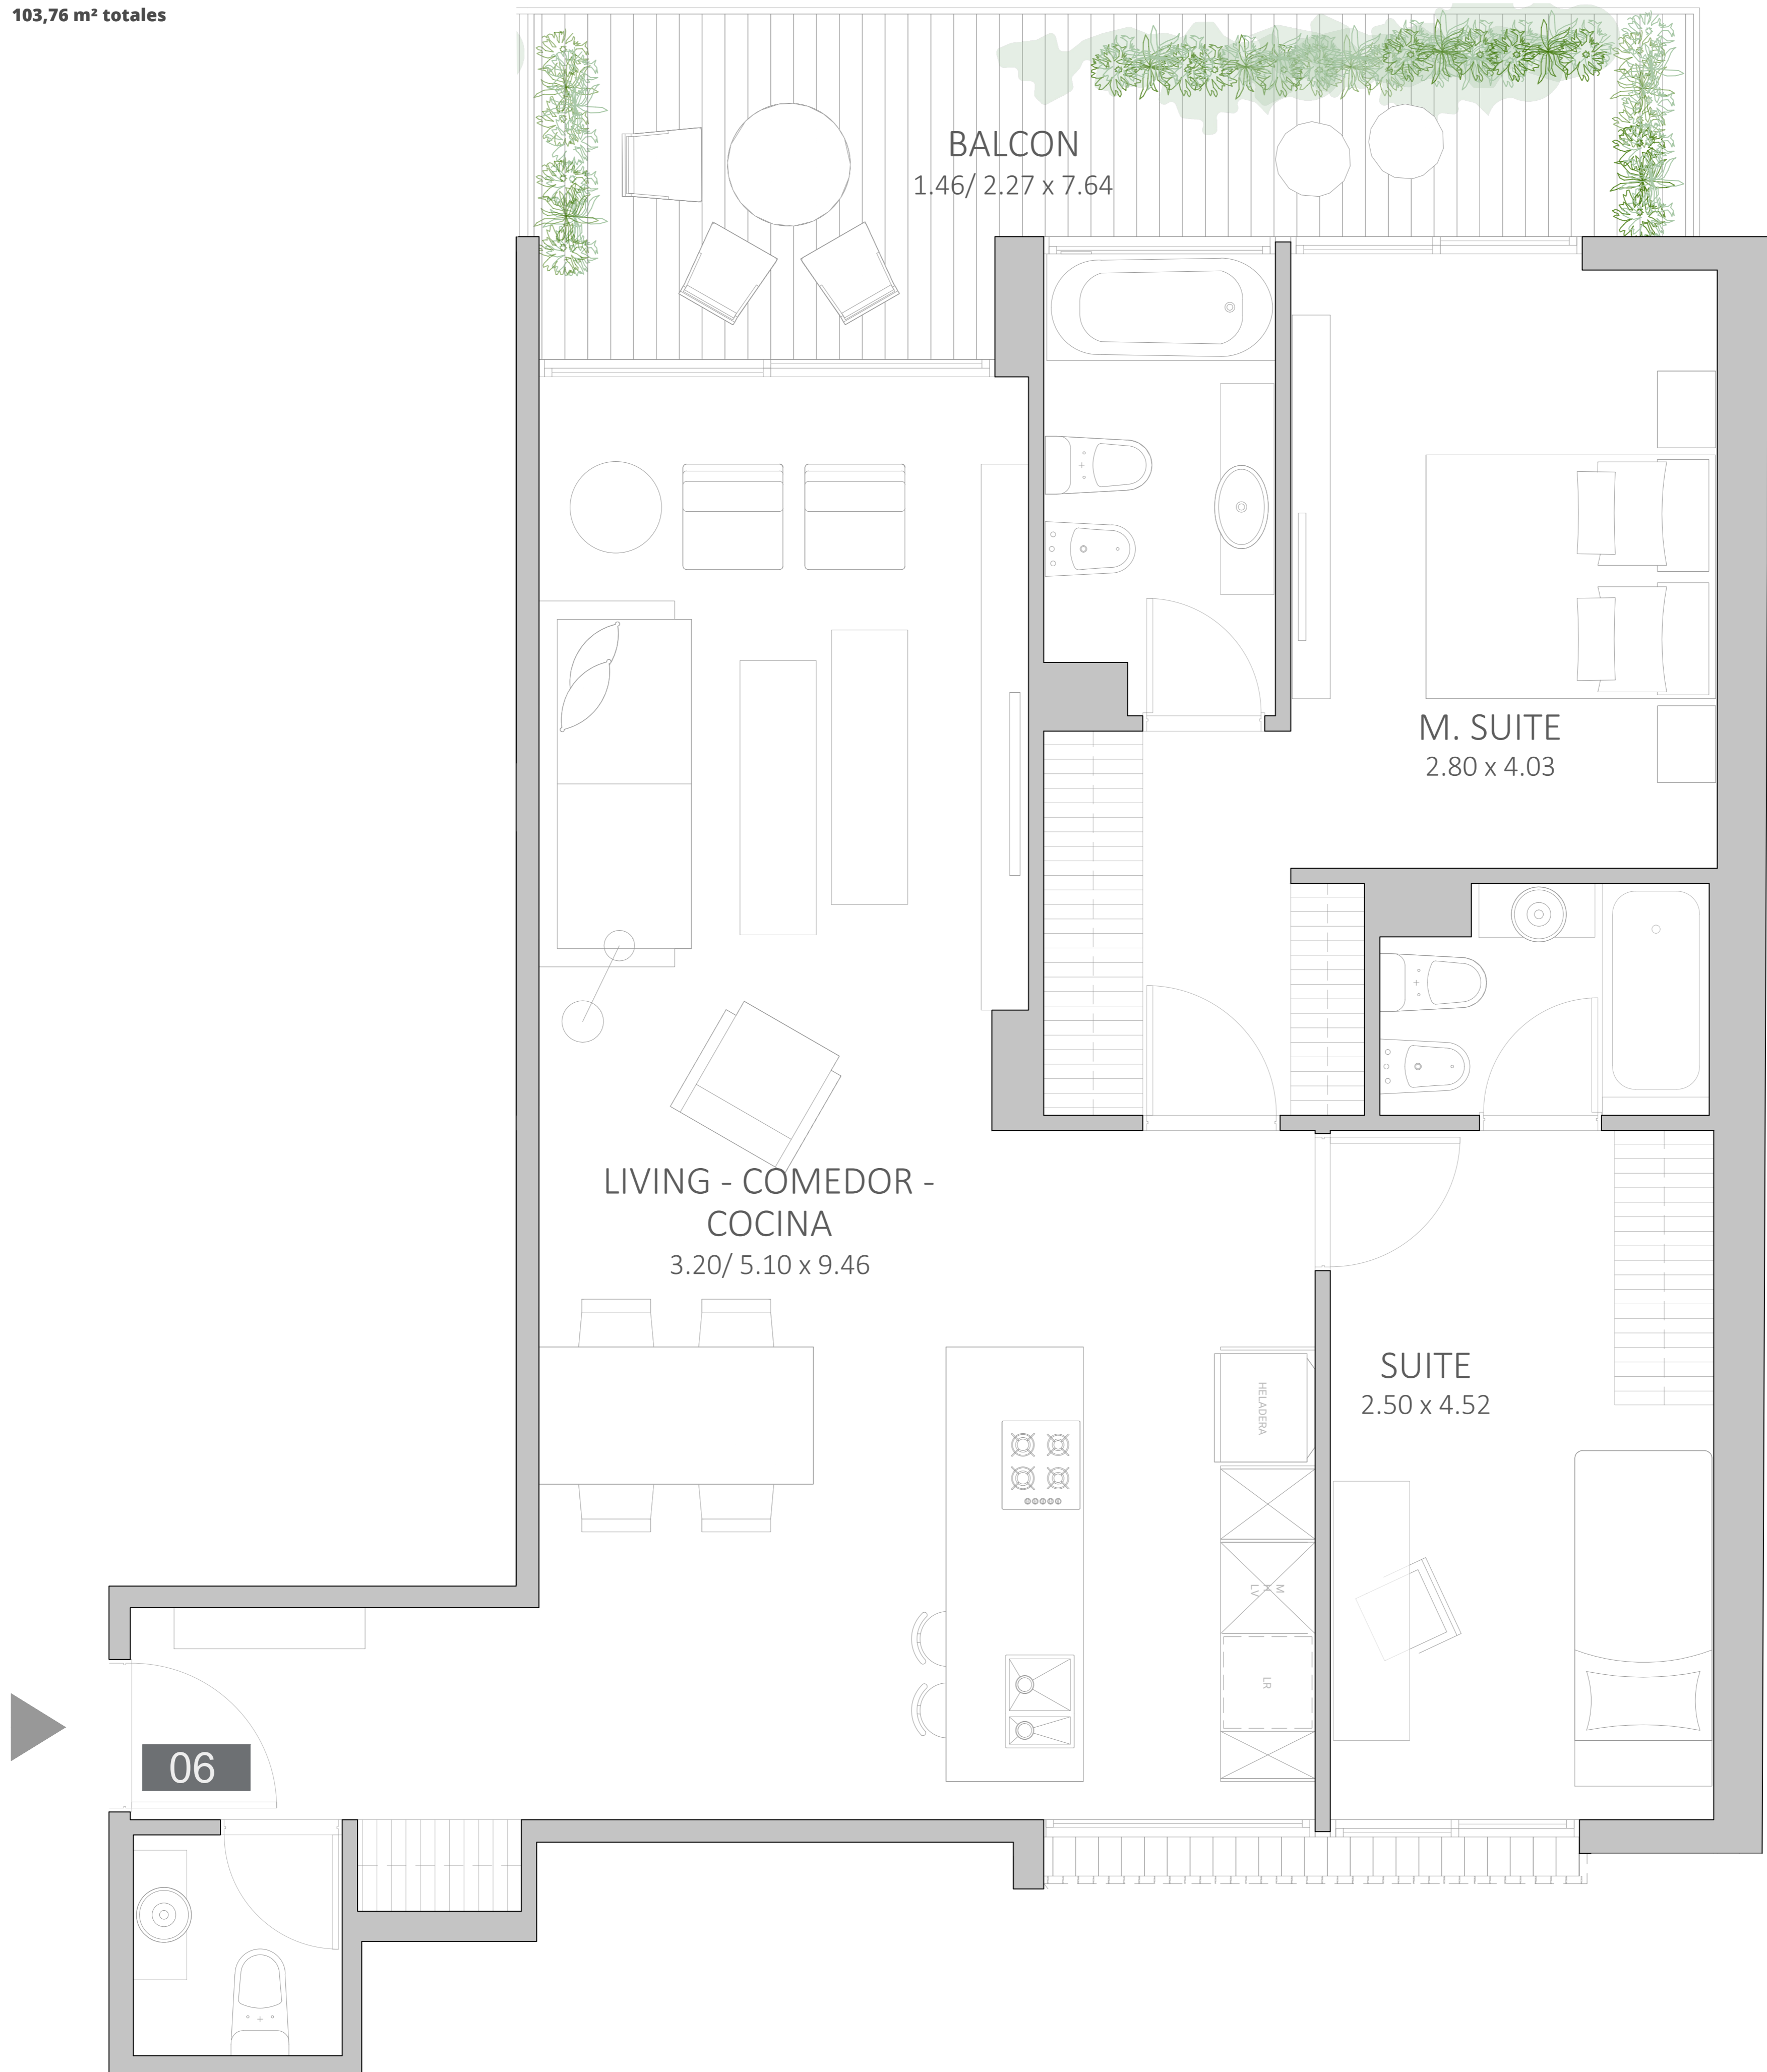 103,76 m² totales
BALCON
1.46/ 2.27 x 7.64
M. SUITE
2.80 x 4.03
LIVING - COMEDOR -
COCINA
3.20/ 5.10 x 9.46
HELADERA
SUITE
2.50 x 4.52
M
H
LV
LR
06